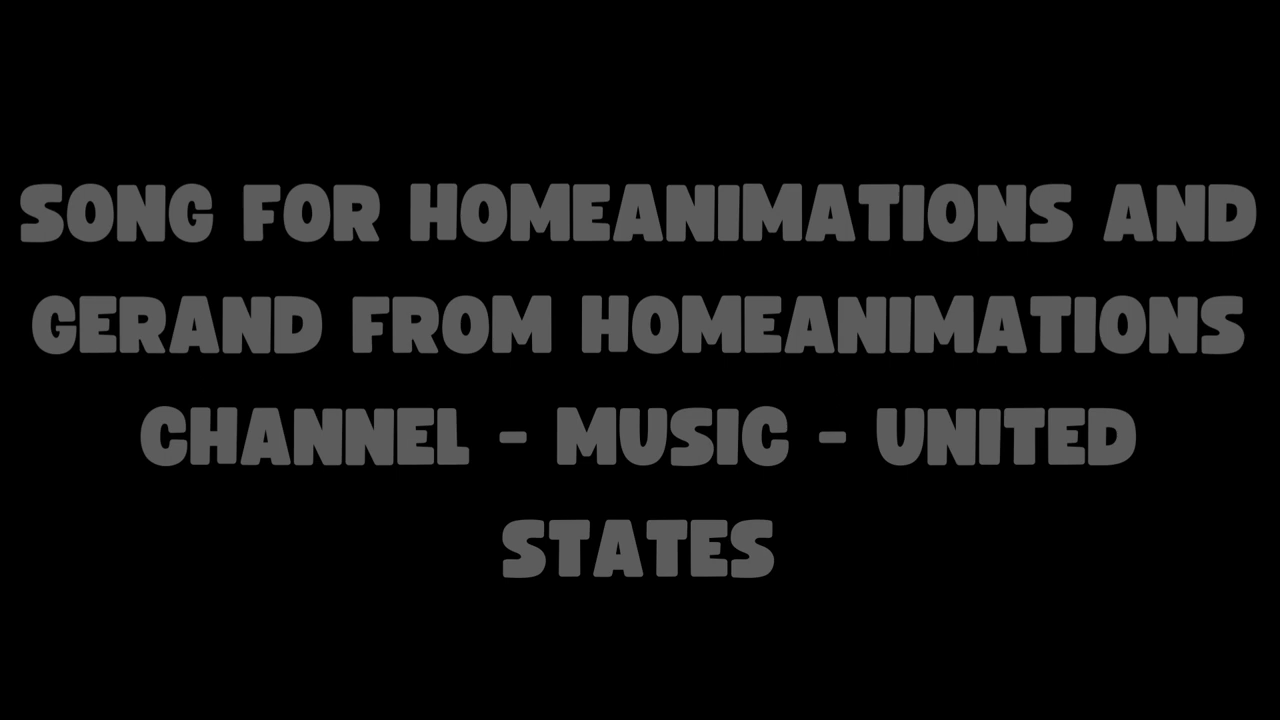 SONG FOR HOMEANIMATIONS AND
GERAND FROM HOMEANIMATIONS
CHANNEL - MUSIC - UNITED
STATES